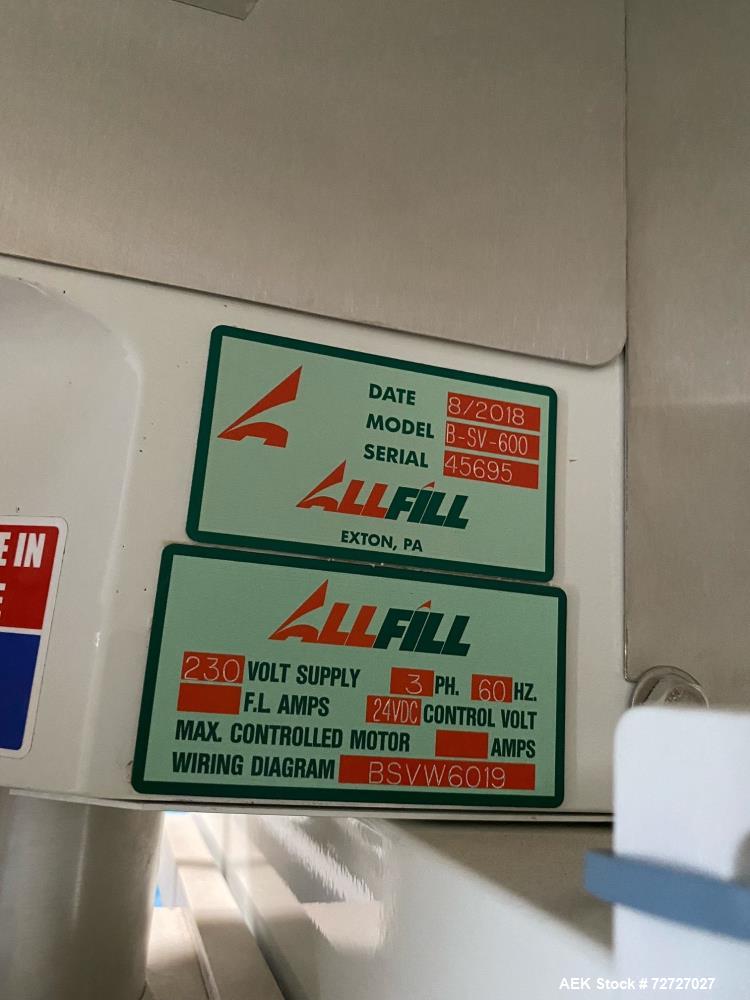 DATE 8/2018
MODEL B-SV-600
SERIAL 45695
ALLFILL
EXTON, PA
E IN
E
ALLFILL
230 VOLT SUPPLY 3 PH. 60 HZ.
F.L. AMPS 24VDC CONTROL VOLT
MAX. CONTROLLED MOTOR AMPS
WIRING DIAGRAM BSVW6019
AEK Stock # 72727027